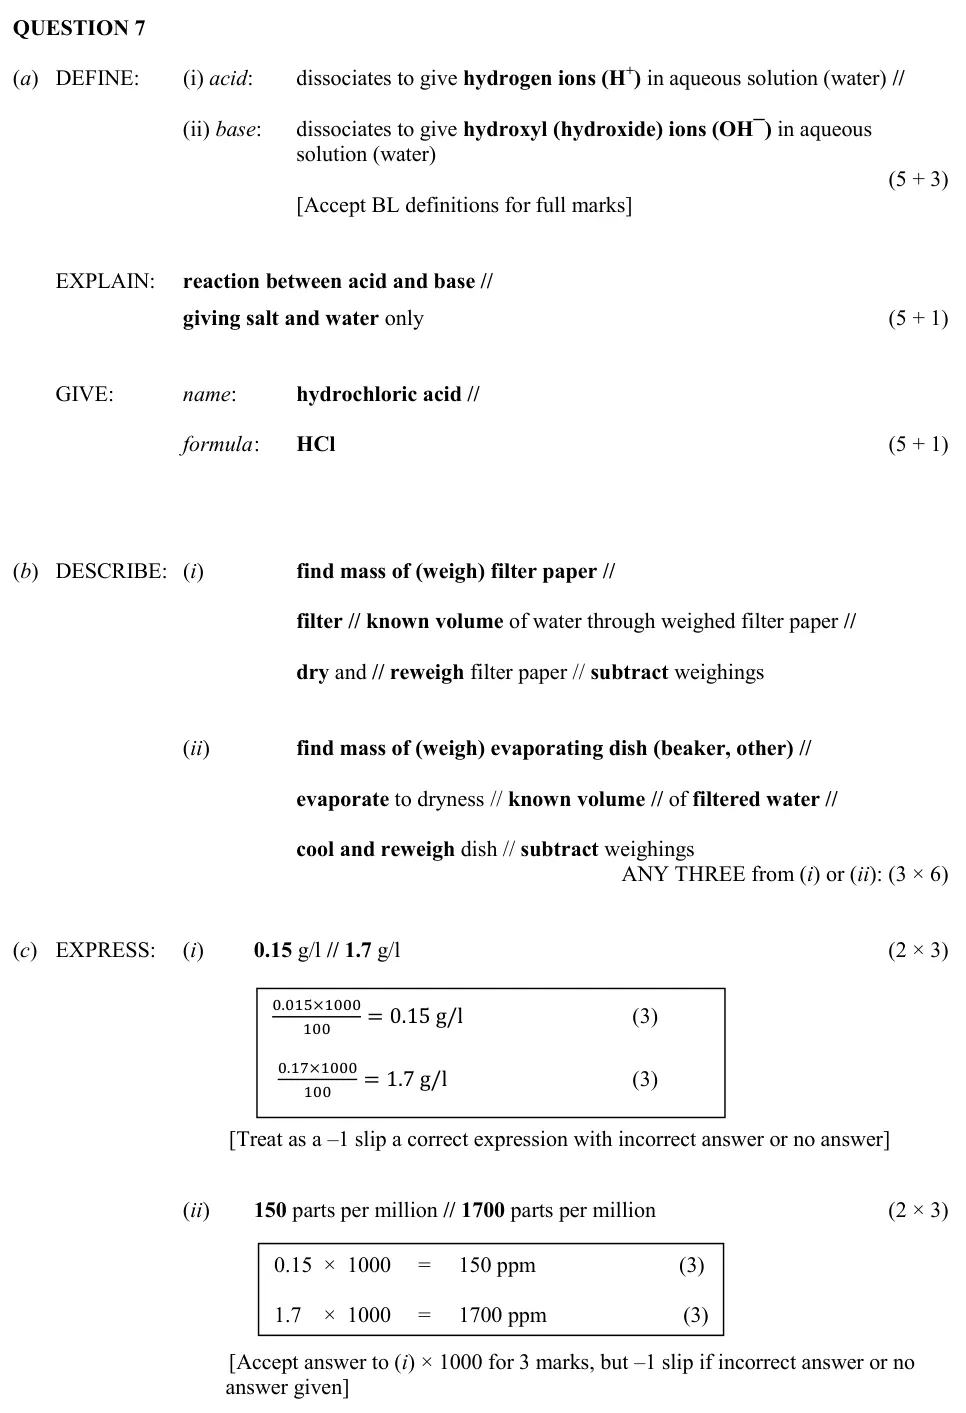 QUESTION 7
(a) DEFINE: (i) acid: dissociates to give hydrogen ions (H⁺) in aqueous solution (water) //
(ii) base: dissociates to give hydroxyl (hydroxide) ions (OH¯) in aqueous
solution (water)
(5 + 3)
[Accept BL definitions for full marks]
EXPLAIN: reaction between acid and base //
giving salt and water only (5 + 1)
GIVE: name: hydrochloric acid //
formula: HCl (5 + 1)
(b) DESCRIBE: (i) find mass of (weigh) filter paper //
filter // known volume of water through weighed filter paper //
dry and // reweigh filter paper // subtract weighings
(ii) find mass of (weigh) evaporating dish (beaker, other) //
evaporate to dryness // known volume // of filtered water //
cool and reweigh dish // subtract weighings
ANY THREE from (i) or (ii): (3 × 6)
(c) EXPRESS: (i) 0.15 g/l // 1.7 g/l (2 × 3)
0.015×1000
100
= 0.15 g/l (3)
0.17×1000
100
= 1.7 g/l (3)
[Treat as a –1 slip a correct expression with incorrect answer or no answer]
(ii) 150 parts per million // 1700 parts per million (2 × 3)
0.15 × 1000 = 150 ppm (3)
1.7 × 1000 = 1700 ppm (3)
[Accept answer to (i) × 1000 for 3 marks, but –1 slip if incorrect answer or no
answer given]